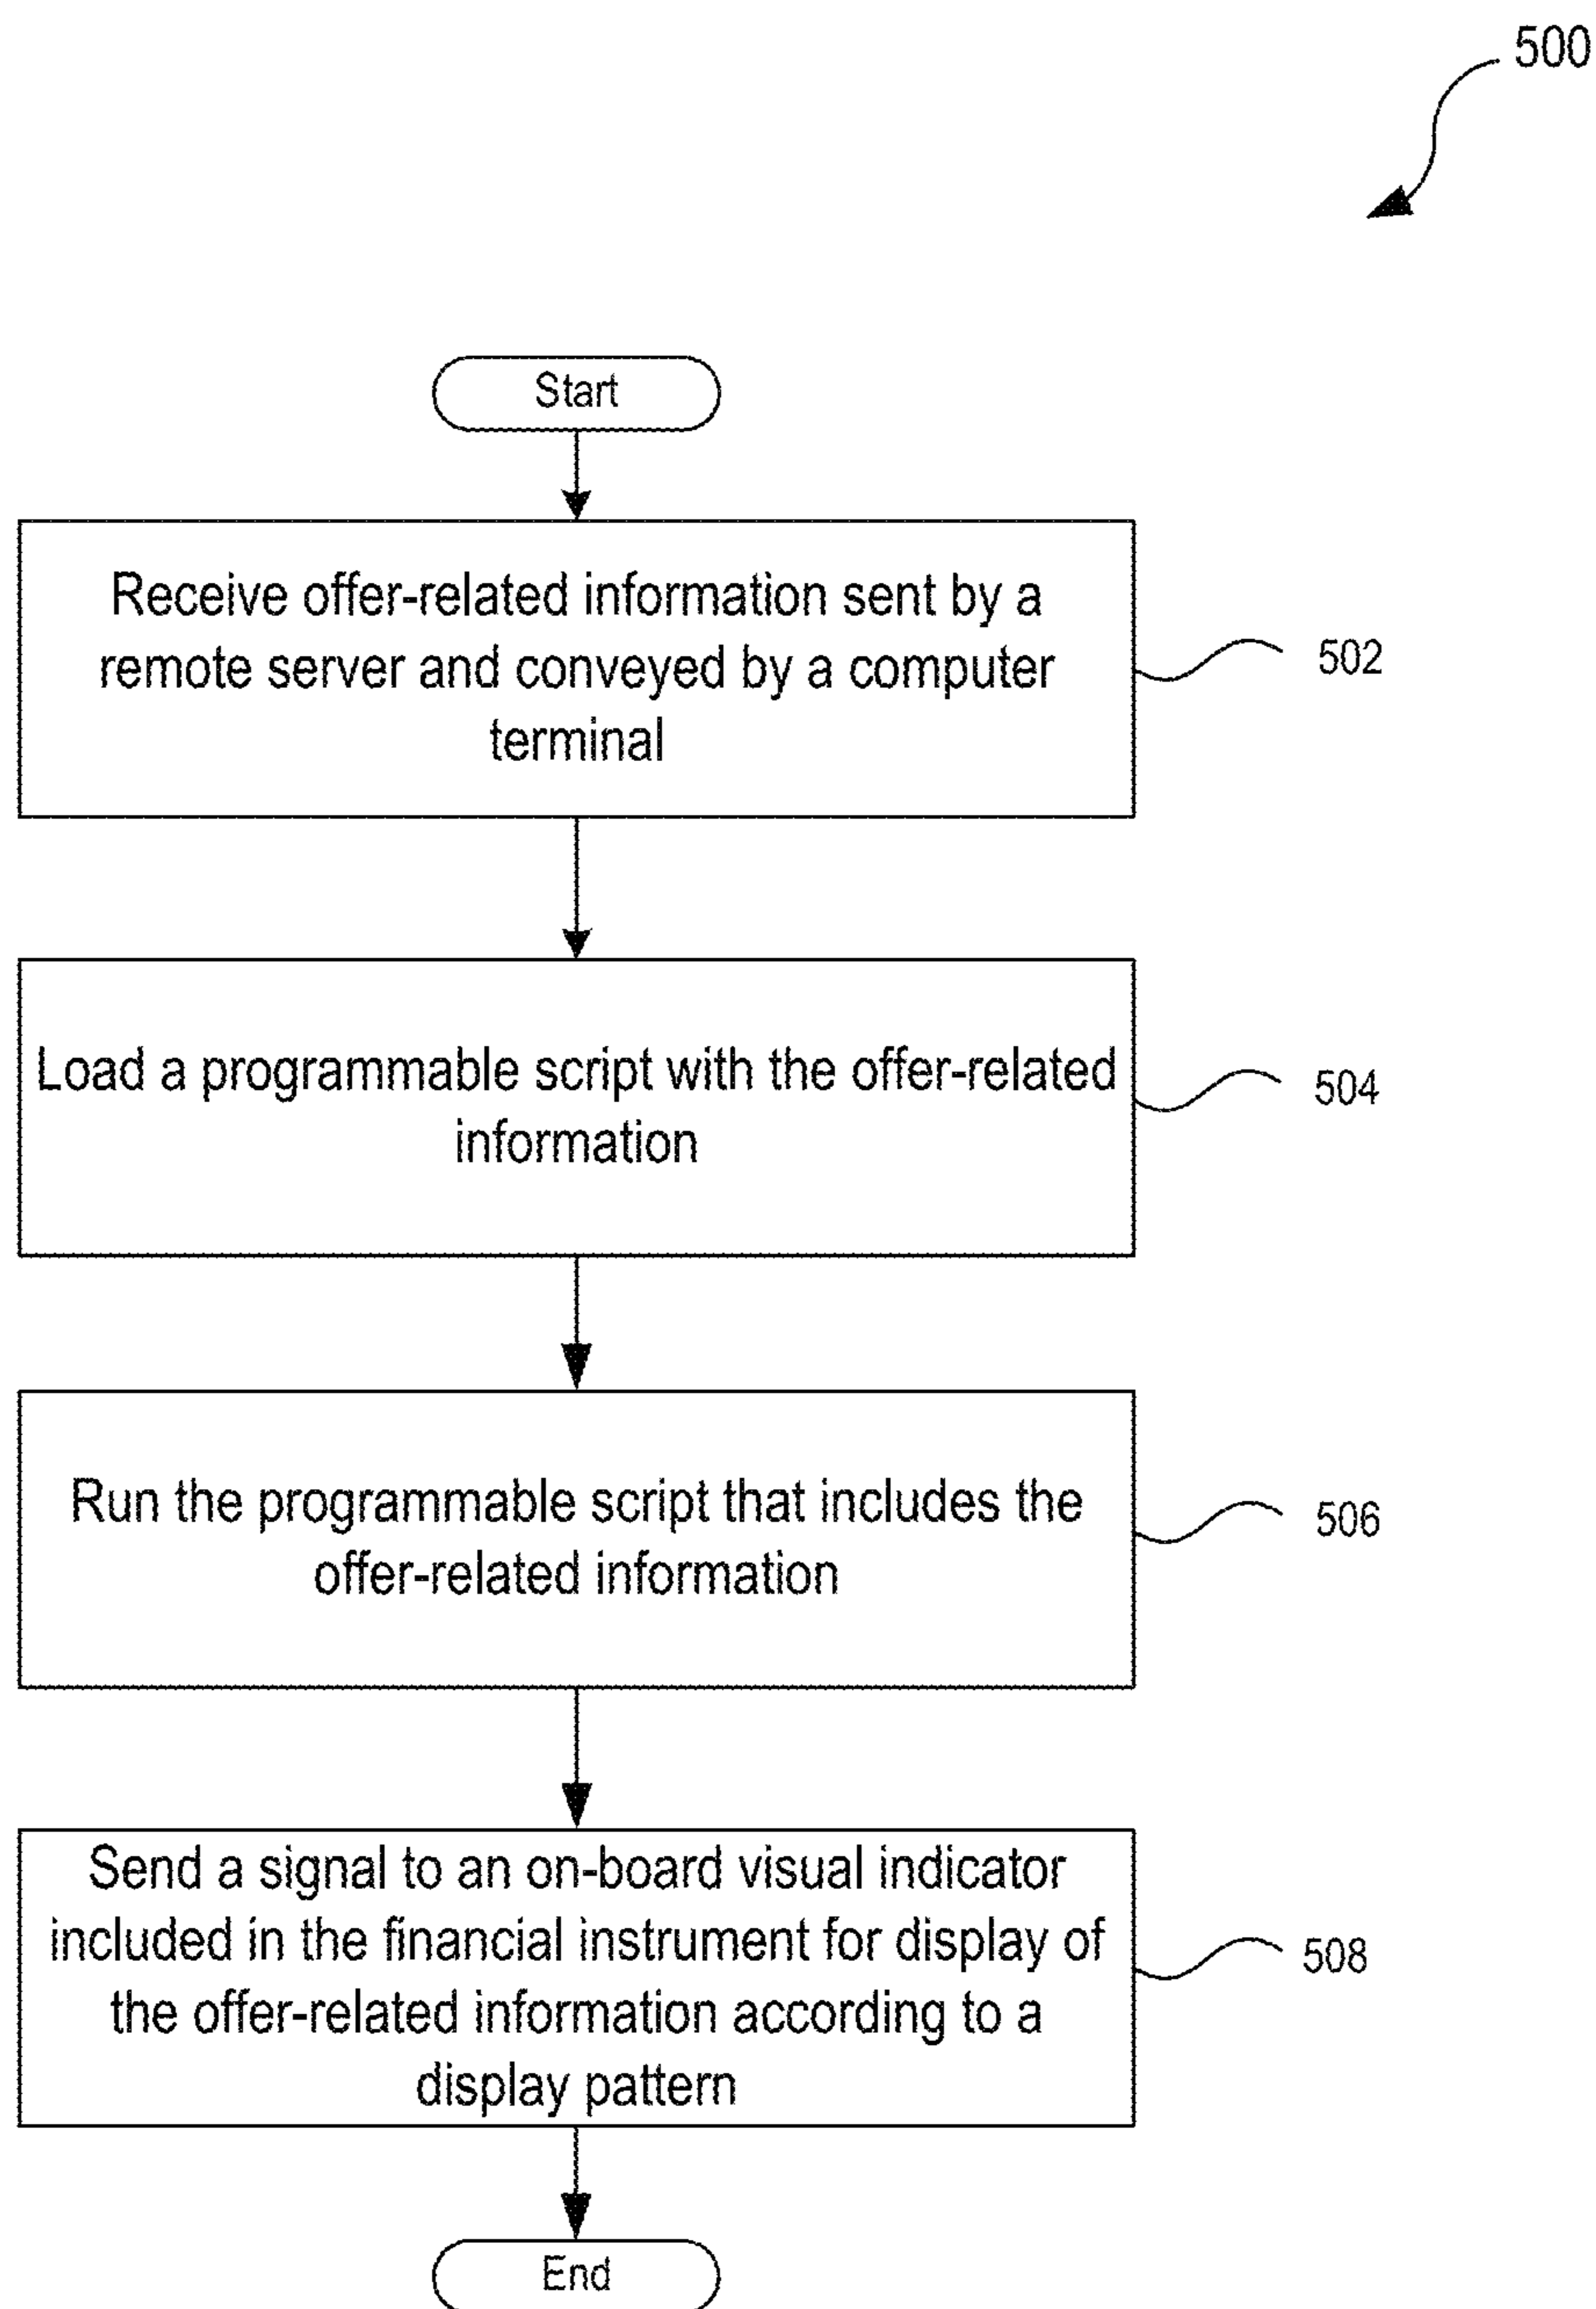 500
Start
Receive offer-related information sent by a
remote server and conveyed by a computer
terminal
502
Load a programmable script with the offer-related
information
504
Run the programmable script that includes the
offer-related information
506
Send a signal to an on-board visual indicator
included in the financial instrument for display of
the offer-related information according to a
display pattern
508
End